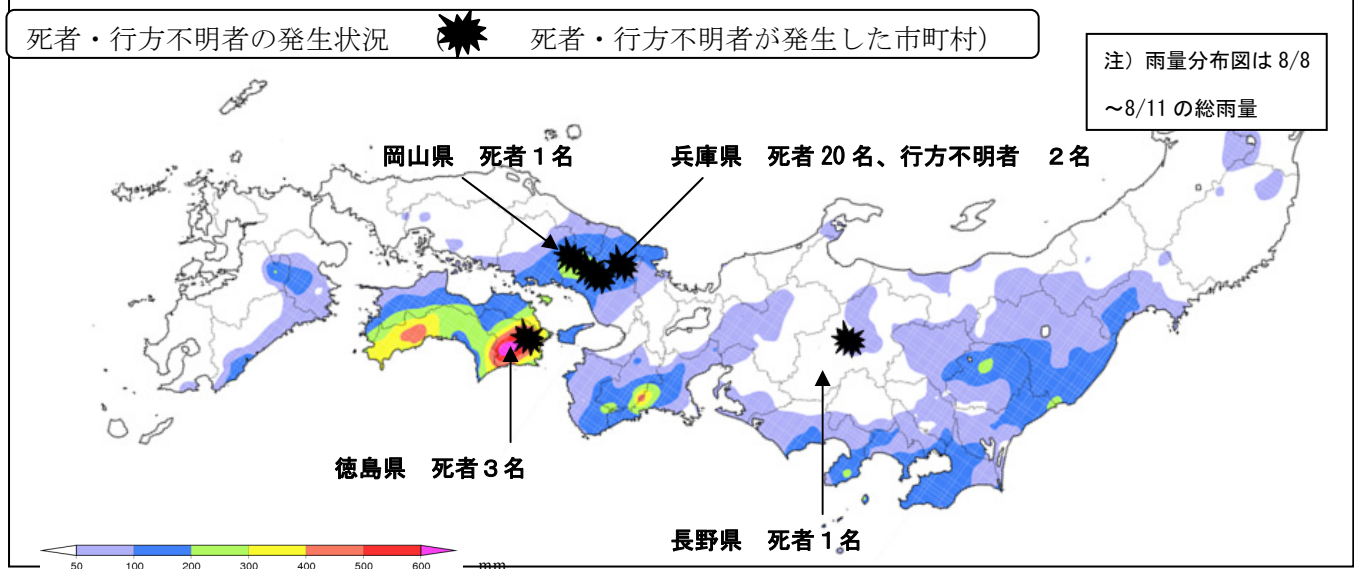 死者・行方不明者の発生状況　　死者・行方不明者が発生した市町村）
注）雨量分布図は 8/8
～8/11 の総雨量
岡山県　死者１名
兵庫県　死者 20 名、行方不明者　２名
徳島県　死者３名
長野県　死者１名
50 100 200 300 400 500 600 mm